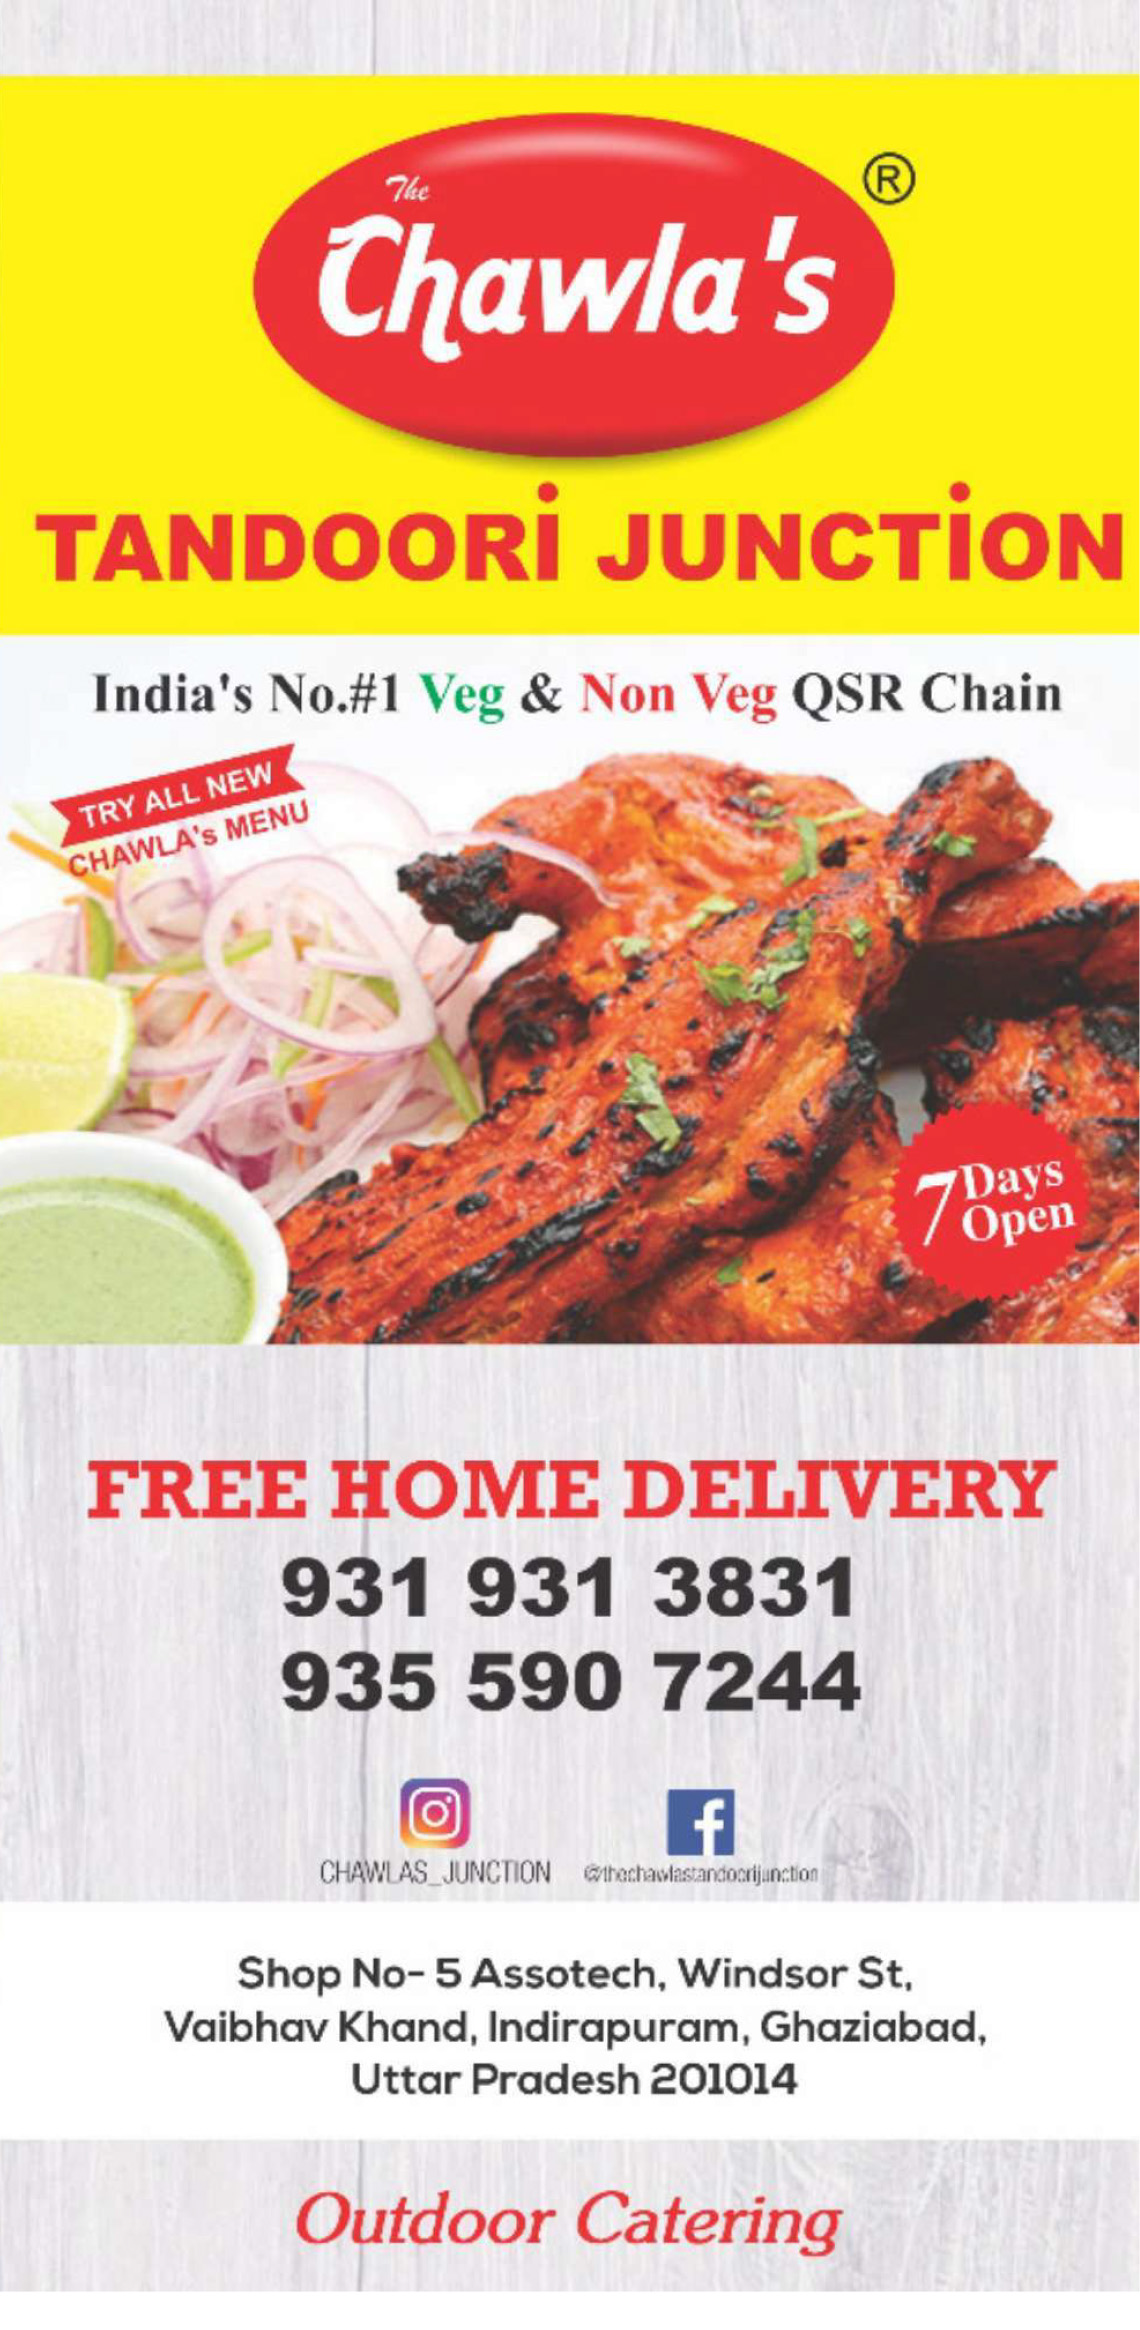 The
Chawla's ®
TANDOORi JUNCTiON
India's No.#1 Veg & Non Veg QSR Chain
TRY ALL NEW
CHAWLA's MENU
7 Days
Open
FREE HOME DELIVERY
931 931 3831
935 590 7244
CHAWLAS_JUNCTION @thechawlastandoorijunction
Shop No- 5 Assotech, Windsor St,
Vaibhav Khand, Indirapuram, Ghaziabad,
Uttar Pradesh 201014
Outdoor Catering